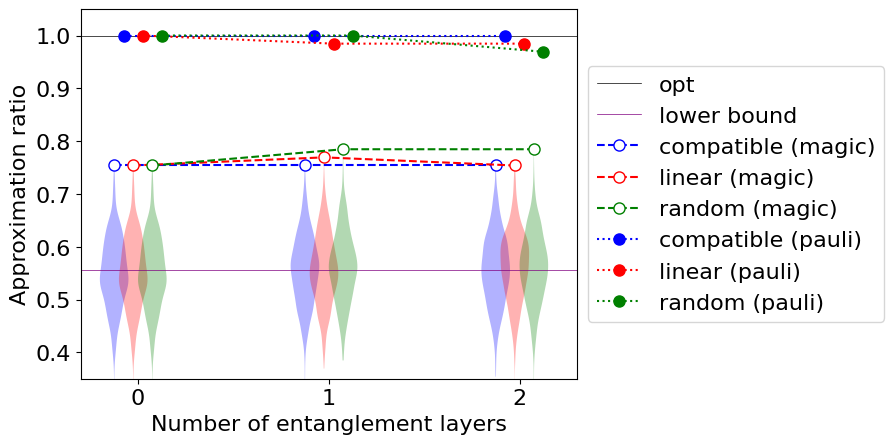 Approximation ratio
1.0
0.9
0.8
0.7
0.6
0.5
0.4
0
1
2
Number of entanglement layers
opt
lower bound
compatible (magic)
linear (magic)
random (magic)
compatible (pauli)
linear (pauli)
random (pauli)